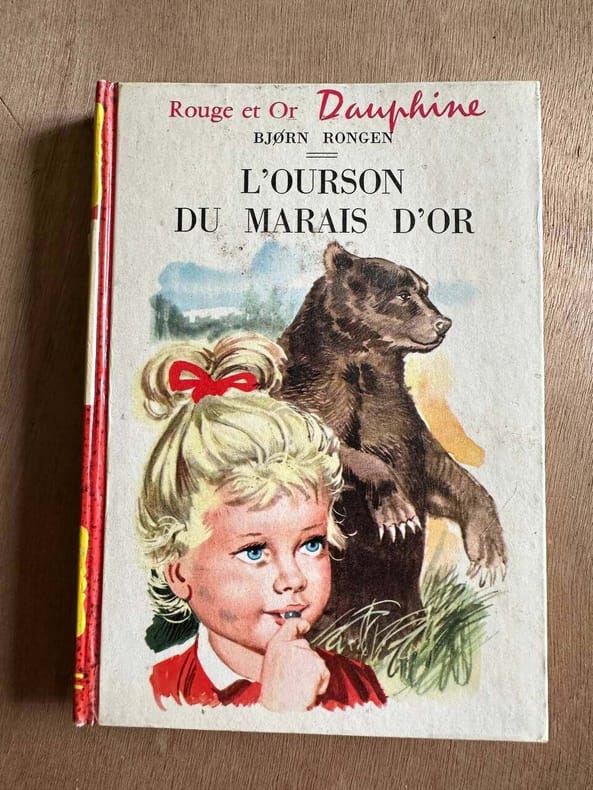 Rouge et Or Dauphine
BJØRN RONGEN
L'OURSON
DU MARAIS D'OR